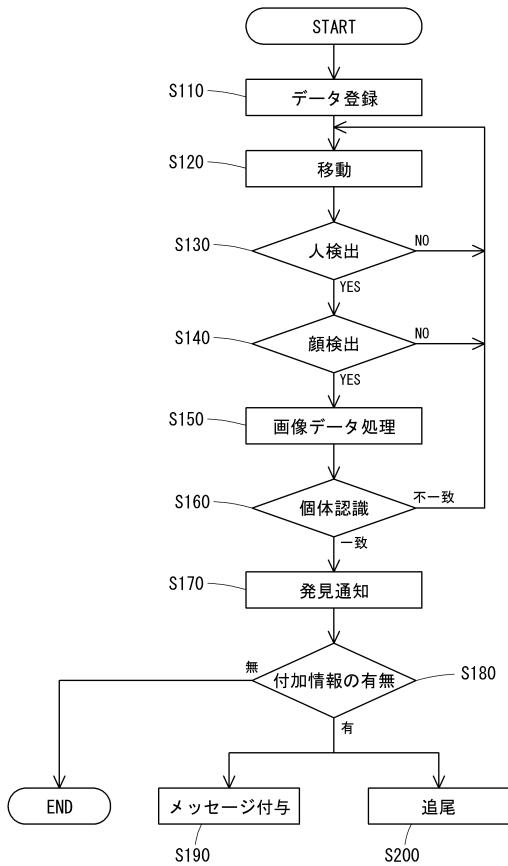 START
S110
データ登録
S120
移動
S130
人検出
NO
YES
S140
顔検出
NO
YES
S150
画像データ処理
S160
個体認識
不一致
一致
S170
発見通知
無
付加情報の有無
S180
有
END
メッセージ付与
追尾
S190
S200